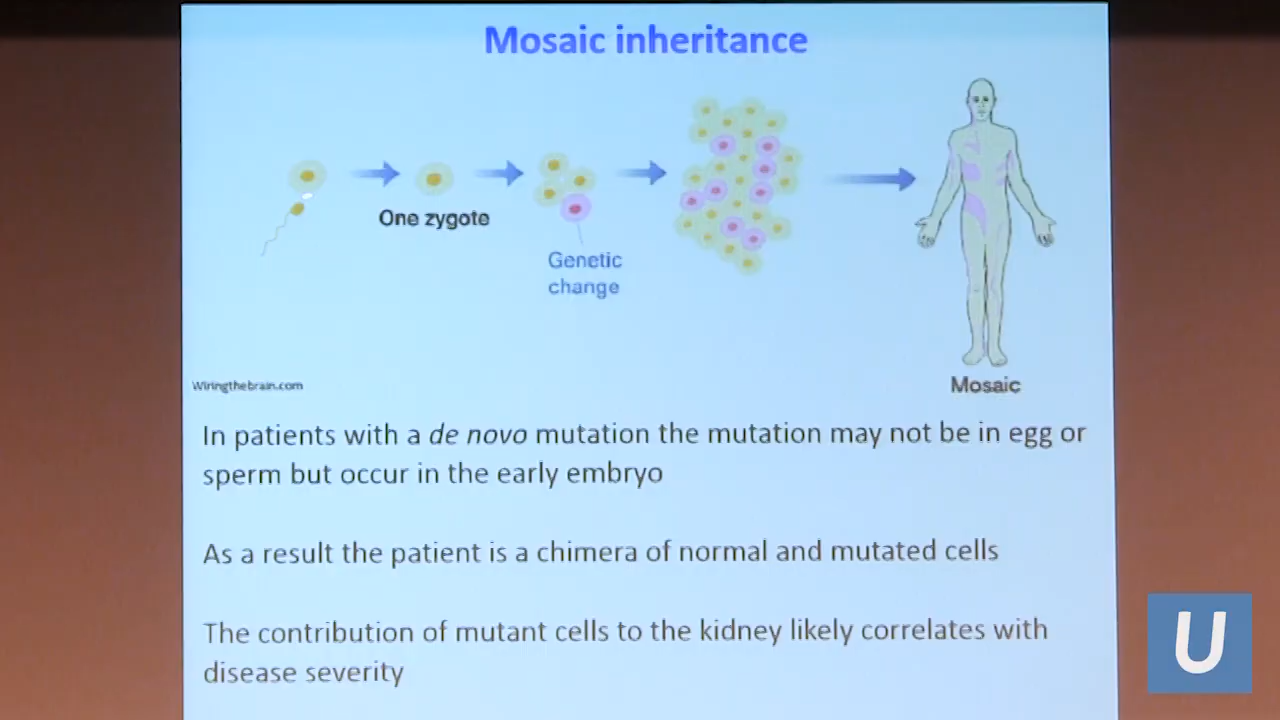 Mosaic inheritance
One zygote
Genetic
change
Mosaic
Wiringthebrain.com
In patients with a de novo mutation the mutation may not be in egg or
sperm but occur in the early embryo
As a result the patient is a chimera of normal and mutated cells
The contribution of mutant cells to the kidney likely correlates with
disease severity
U